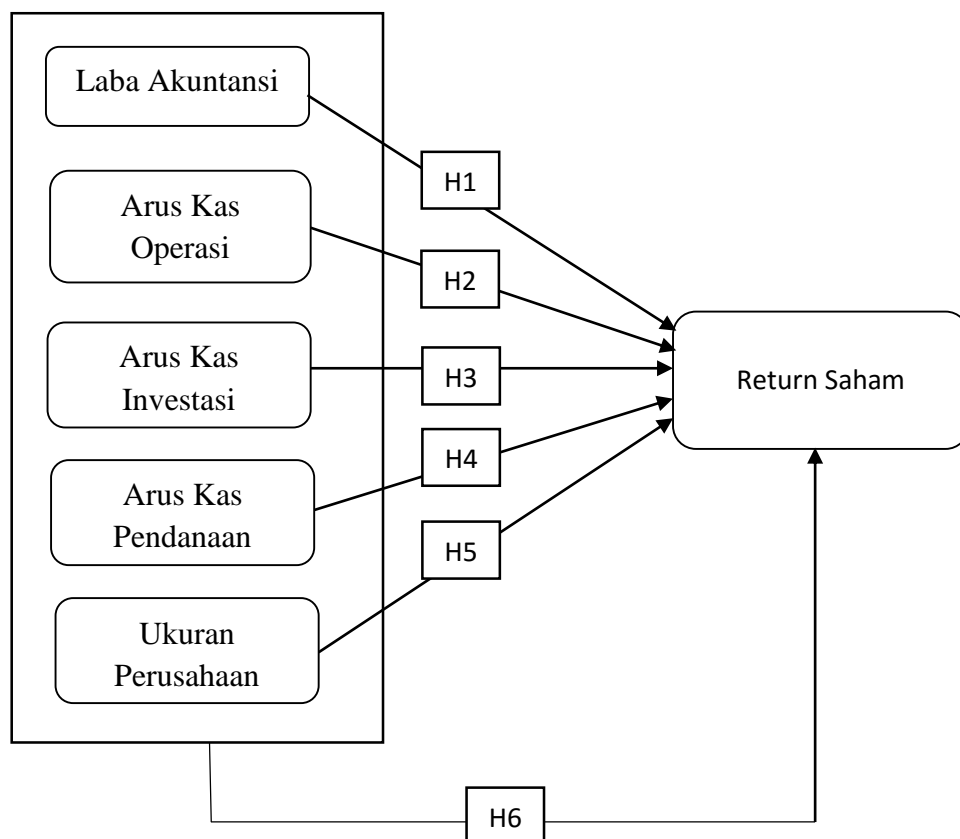 Laba Akuntansi
H1
Arus Kas
Operasi
H2
Arus Kas
Investasi
H3
Return Saham
Arus Kas
Pendanaan
H4
H5
Ukuran
Perusahaan
H6